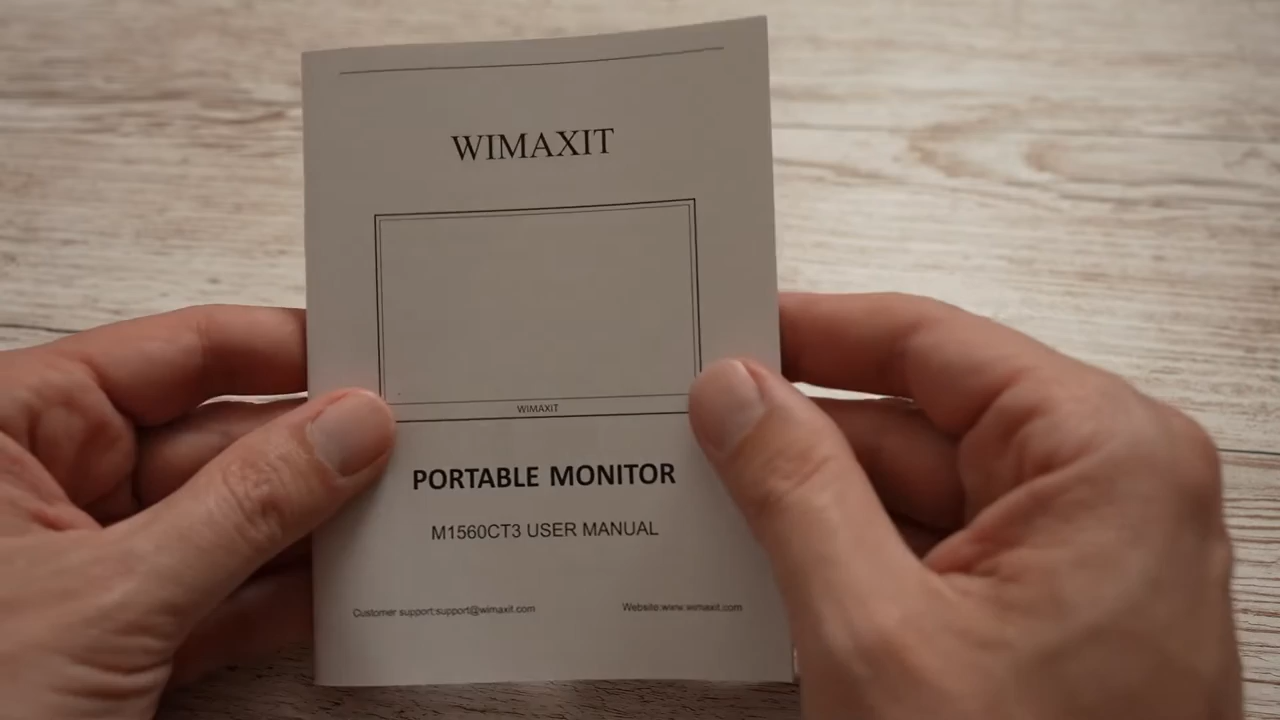 WIMAXIT
WIMAXIT
PORTABLE MONITOR
M1560CT3 USER MANUAL
Customer support:support@wimaxit.com Website:www.wimaxit.com